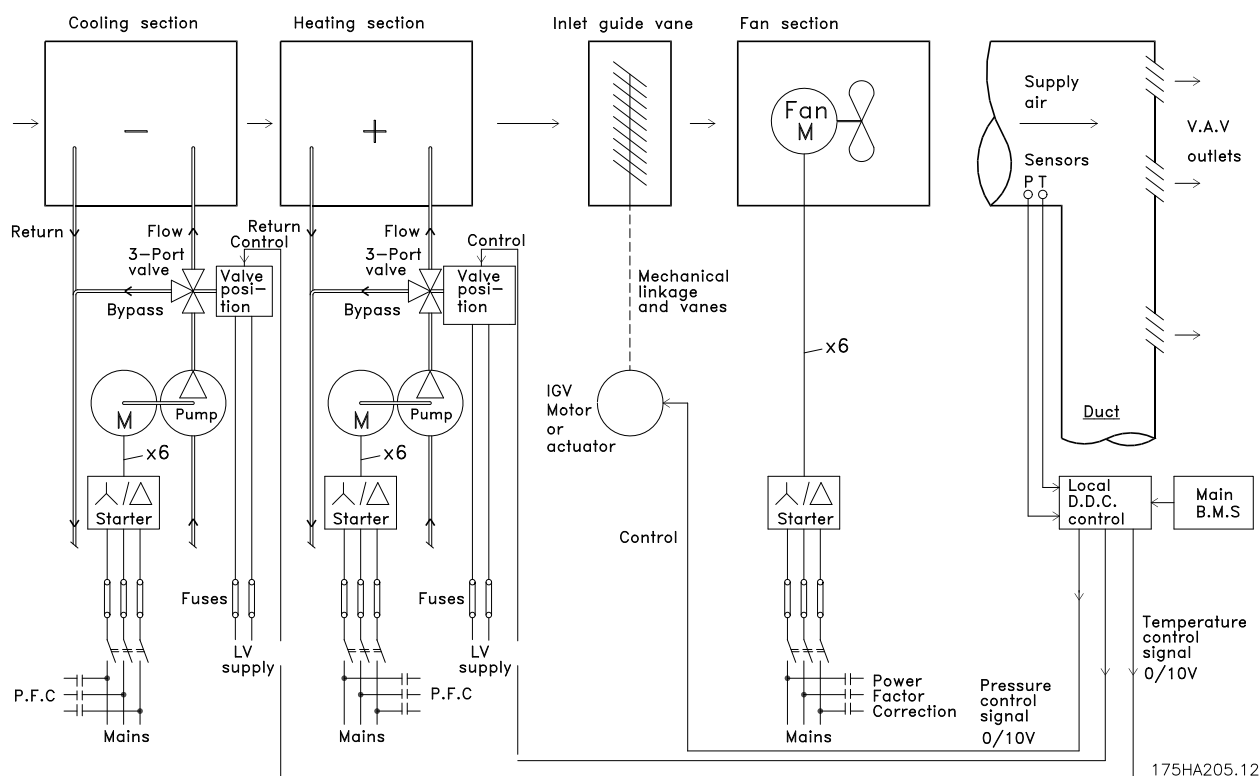 Cooling section
Heating section
Inlet guide vane
Fan section
Supply
air
V.A.V
outlets
Sensors
P T
Fan
M
Return
Flow
Return
Control
Flow
Control
3-Port
valve
Valve
posi-
tion
3-Port
valve
Valve
posi-
tion
Bypass
Bypass
Mechanical
linkage
and vanes
x6
IGV
Motor
or
actuator
M
Pump
M
Pump
Duct
x6
x6
Starter
Starter
Starter
Local
D.D.C.
control
Main
B.M.S
Control
Fuses
Fuses
LV
supply
LV
supply
Temperature
control
signal
0/10V
P.F.C
P.F.C
Power
Factor
Correction
Pressure
control
signal
0/10V
Mains
Mains
Mains
175HA205.12